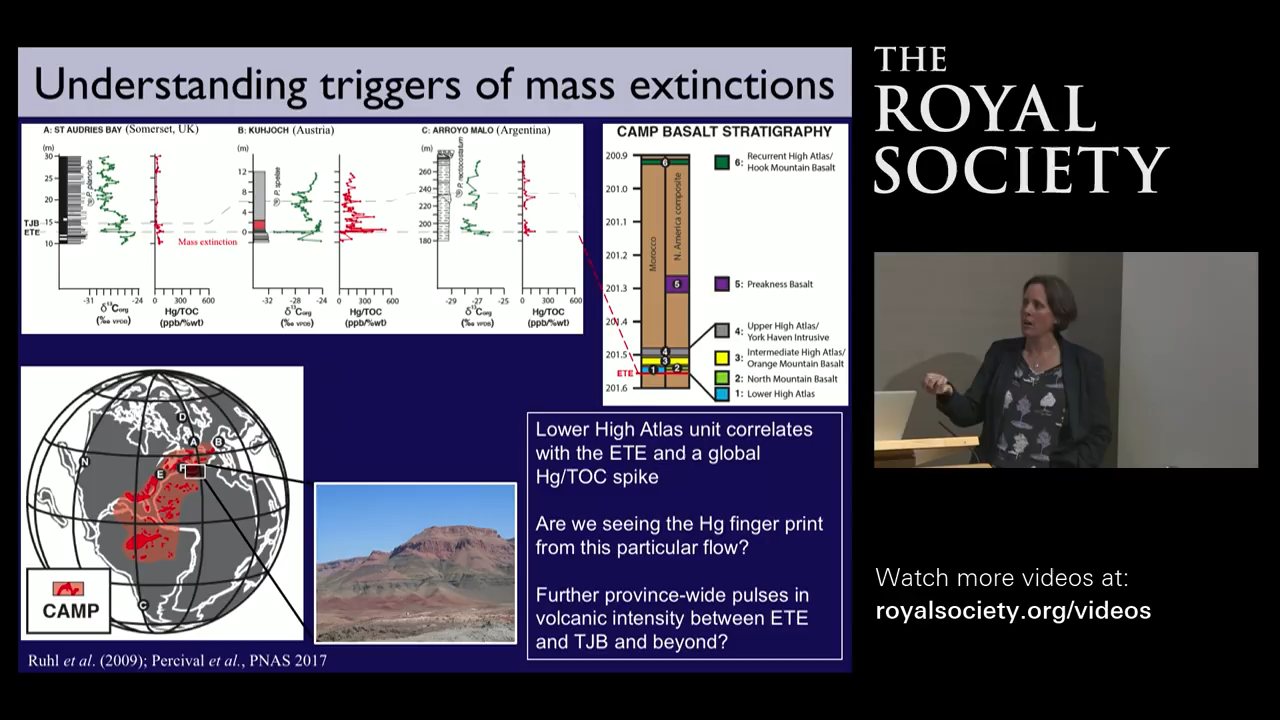 Understanding triggers of mass extinctions
A: ST AUDRIES BAY (Somerset, UK)
(m)
30
25
20
15
10
TJB
ETE
P. planorbis
-31 -24
δ¹³Corg
(‰ VPDB)
0 300 600
Hg/TOC
(ppb/%wt)
Mass extinction
B: KUHJOCH (Austria)
(m)
12
8
4
0
P. spelae
-32 -28 -24
δ¹³Corg
(‰ VPDB)
0 300 600
Hg/TOC
(ppb/%wt)
C: ARROYO MALO (Argentina)
(m)
260
240
220
200
180
-29 -27 -25
δ¹³Corg
(‰ VPDB)
0 300 600
Hg/TOC
(ppb/%wt)
CAMP BASALT STRATIGRAPHY
200.9
201.0
201.1
201.2
201.3
201.4
201.5
ETE
201.6
Morocco
N. America composite
6
5
4
3
1 2
6: Recurrent High Atlas/
Hook Mountain Basalt
5: Preakness Basalt
4: Upper High Atlas/
York Haven Intrusive
3: Intermediate High Atlas/
Orange Mountain Basalt
2: North Mountain Basalt
1: Lower High Atlas
D
A B
N
E F
C
CAMP
Lower High Atlas unit correlates
with the ETE and a global
Hg/TOC spike
Are we seeing the Hg finger print
from this particular flow?
Further province-wide pulses in
volcanic intensity between ETE
and TJB and beyond?
Ruhl et al. (2009); Percival et al., PNAS 2017
THE
ROYAL
SOCIETY
Watch more videos at:
royalsociety.org/videos